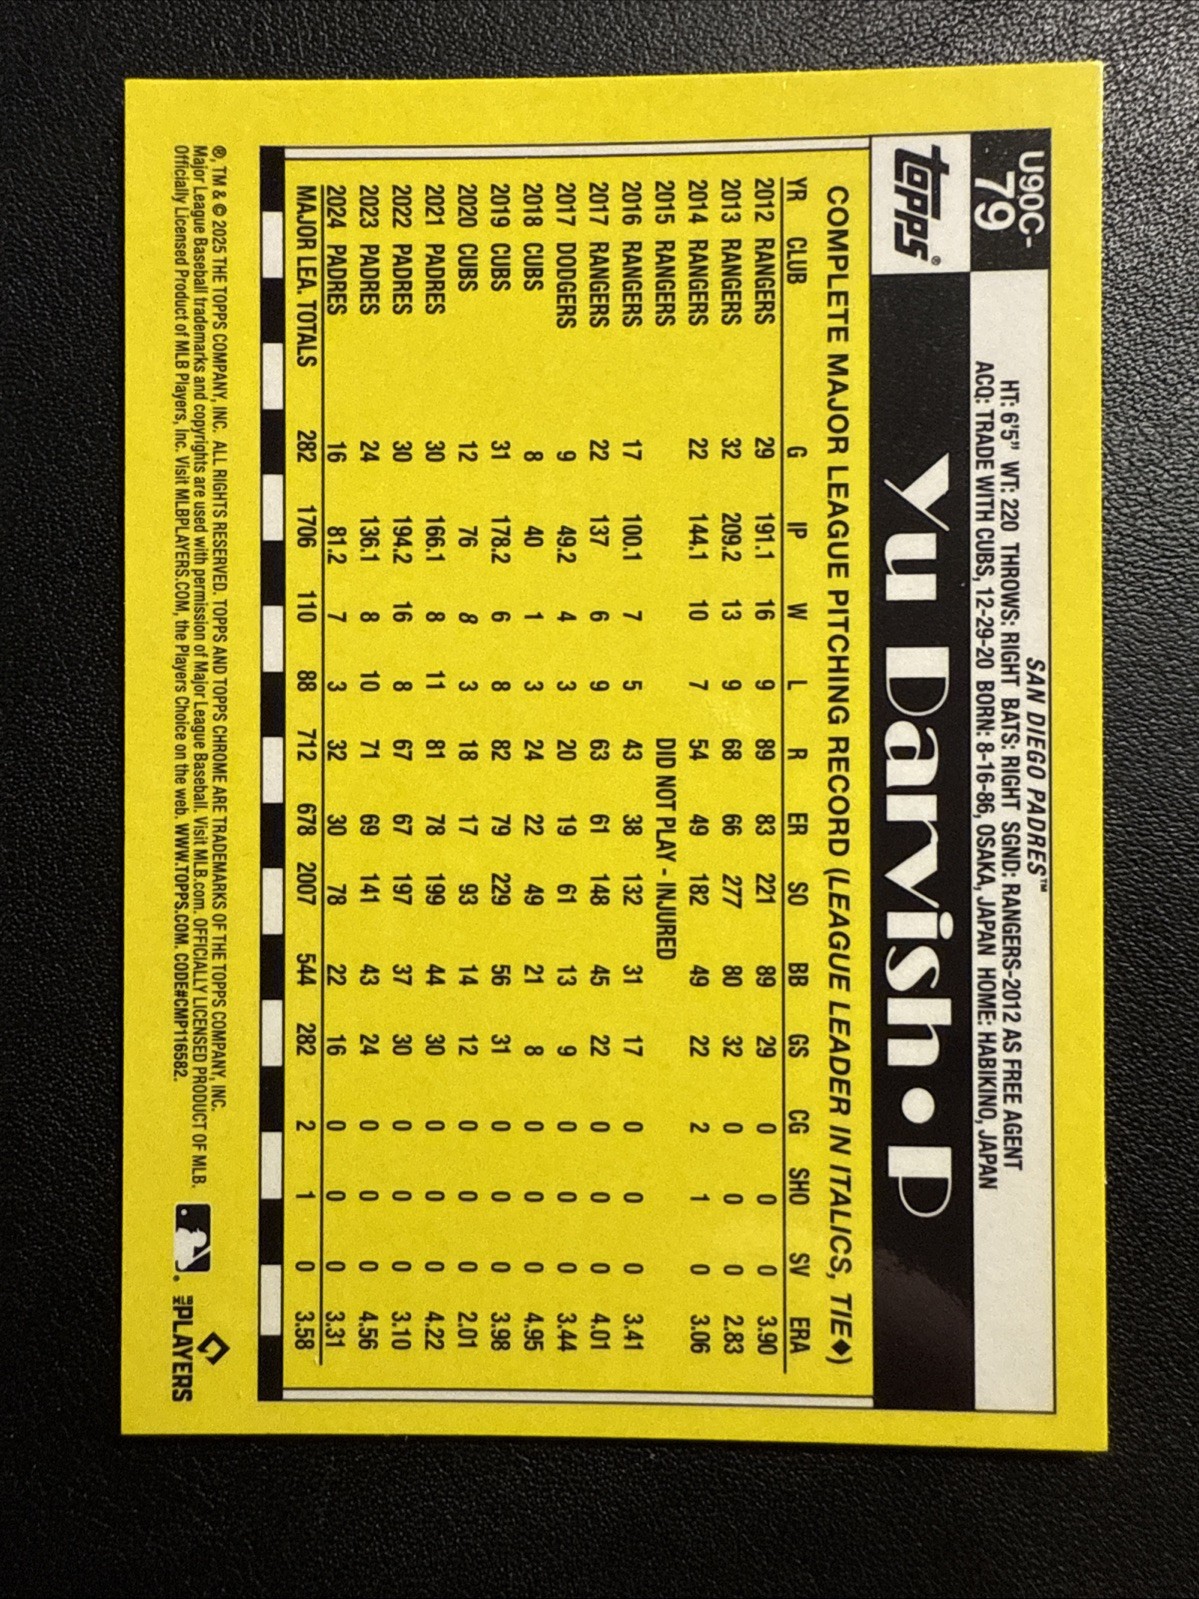 U90C-
79
topps®
SAN DIEGO PADRES™
HT: 6'5" WT: 220 THROWS: RIGHT BATS: RIGHT SGND: RANGERS-2012 AS FREE AGENT
ACQ: TRADE WITH CUBS, 12-29-20 BORN: 8-16-86, OSAKA, JAPAN HOME: HABIKINO, JAPAN
Yu Darvish • P
COMPLETE MAJOR LEAGUE PITCHING RECORD (LEAGUE LEADER IN ITALICS, TIE♦)
YR CLUB G IP W L R ER SO BB GS CG SHO SV ERA
2012 RANGERS 29 191.1 16 9 89 83 221 89 29 0 0 0 3.90
2013 RANGERS 32 209.2 13 9 68 66 277 80 32 0 0 0 2.83
2014 RANGERS 22 144.1 10 7 54 49 182 49 22 2 1 0 3.06
2015 RANGERS DID NOT PLAY - INJURED
2016 RANGERS 17 100.1 7 5 43 38 132 31 17 0 0 0 3.41
2017 RANGERS 22 137 6 9 63 61 148 45 22 0 0 0 4.01
2017 DODGERS 9 49.2 4 3 20 19 61 13 9 0 0 0 3.44
2018 CUBS 8 40 1 3 24 22 49 21 8 0 0 0 4.95
2019 CUBS 31 178.2 6 8 82 79 229 56 31 0 0 0 3.98
2020 CUBS 12 76 8 3 18 17 93 14 12 0 0 0 2.01
2021 PADRES 30 166.1 8 11 81 78 199 44 30 0 0 0 4.22
2022 PADRES 30 194.2 16 8 67 67 197 37 30 0 0 0 3.10
2023 PADRES 24 136.1 8 10 71 69 141 43 24 0 0 0 4.56
2024 PADRES 16 81.2 7 3 32 30 78 22 16 0 0 0 3.31
MAJOR LEA. TOTALS 282 1706 110 88 712 678 2007 544 282 2 1 0 3.58
®, TM & © 2025 THE TOPPS COMPANY, INC. ALL RIGHTS RESERVED. TOPPS AND TOPPS CHROME ARE TRADEMARKS OF THE TOPPS COMPANY, INC.
Major League Baseball trademarks and copyrights are used with permission of Major League Baseball. Visit MLB.com. OFFICIALLY LICENSED PRODUCT OF MLB
Officially Licensed Product of MLB Players, Inc. Visit MLBPLAYERS.COM, the Players Choice on the web. WWW.TOPPS.COM. CODE#CMP116582.
MLB PLAYERS